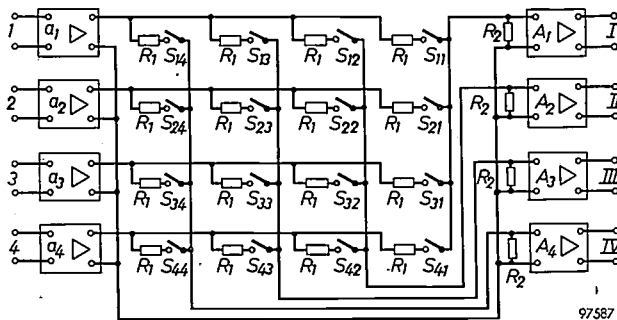 1 a1 R2 A1 I
R1 S14 R1 S13 R1 S12 R1 S11
2 a2 R2 A2 II
R1 S24 R1 S23 R1 S22 R1 S21
3 a3 R2 A3 III
R1 S34 R1 S33 R1 S32 R1 S31
4 a4 A4 IV
R1 S44 R1 S43 R1 S42 R1 S41 R2
97587